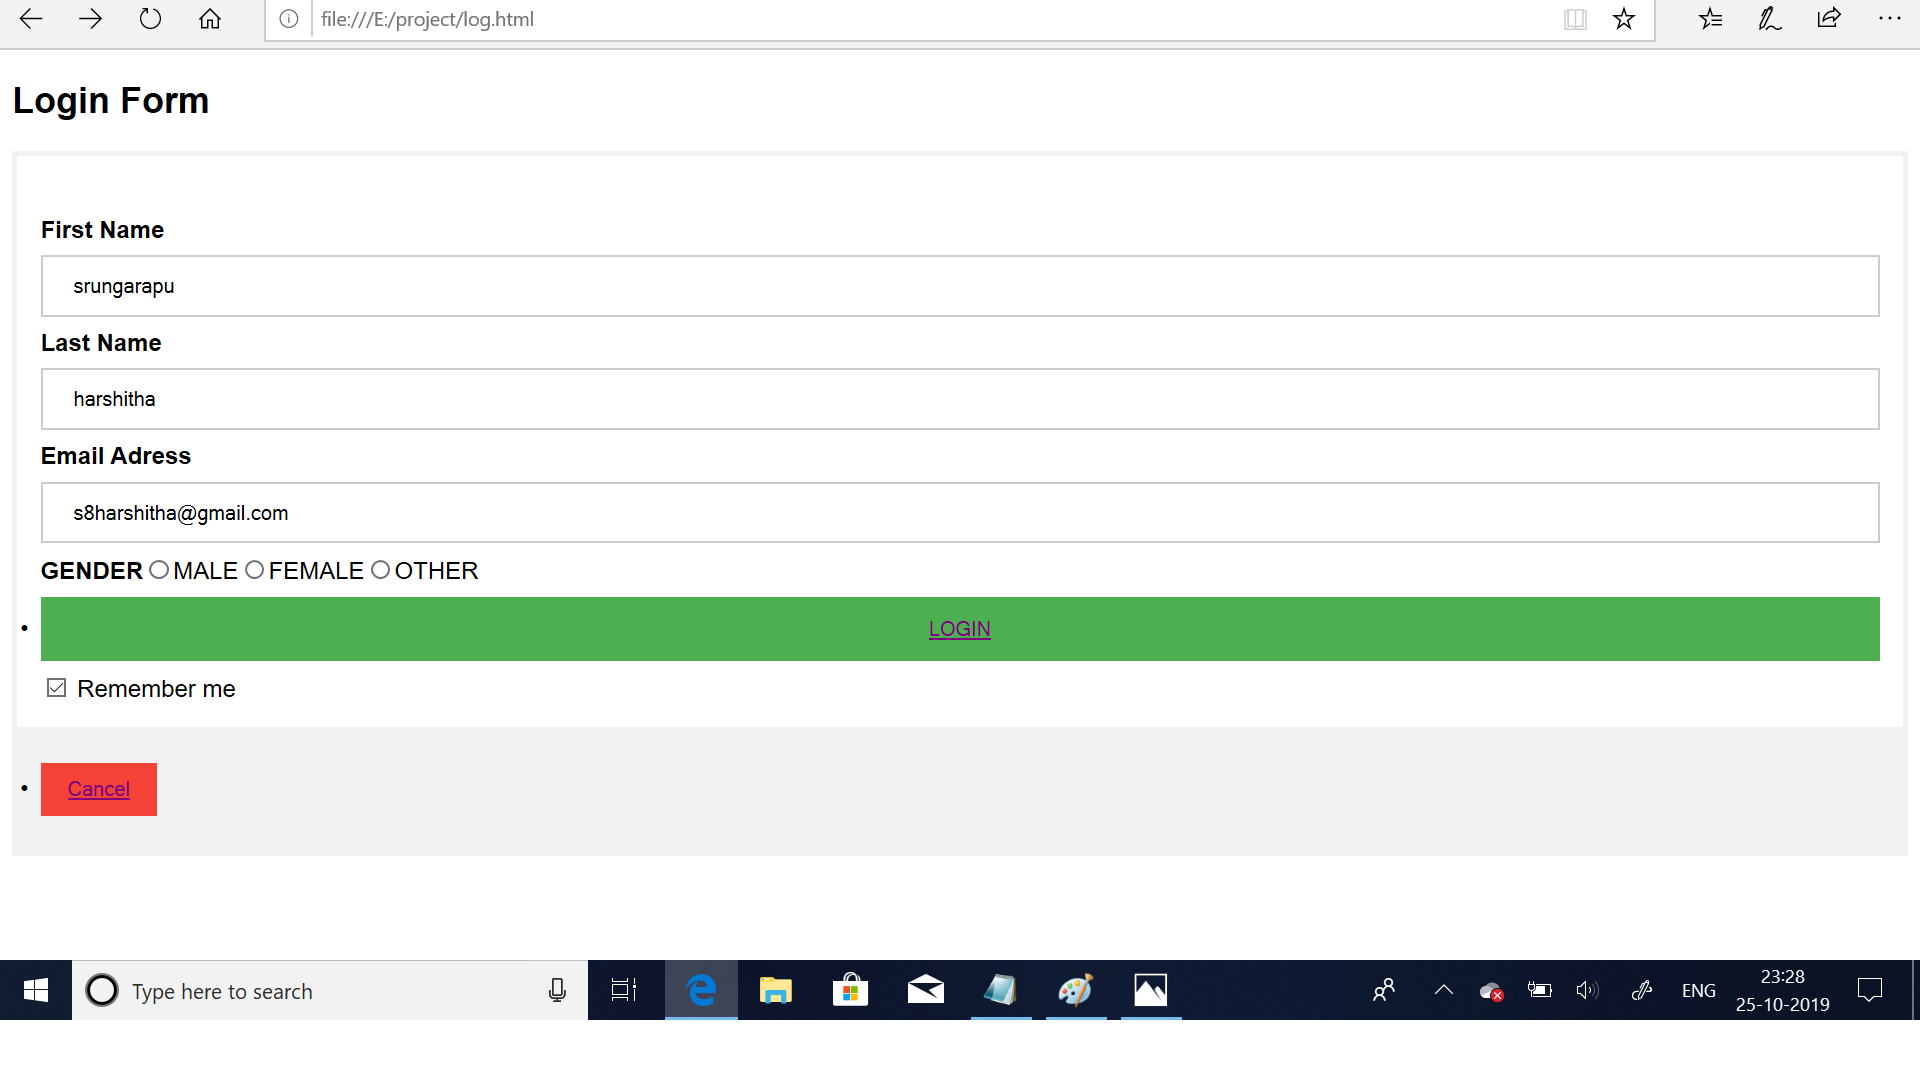 file:///E:/project/log.html
Login Form
First Name
srungarapu
Last Name
harshitha
Email Adress
s8harshitha@gmail.com
GENDER MALE FEMALE OTHER
• LOGIN
Remember me
• Cancel
Type here to search
ENG
23:28
25-10-2019